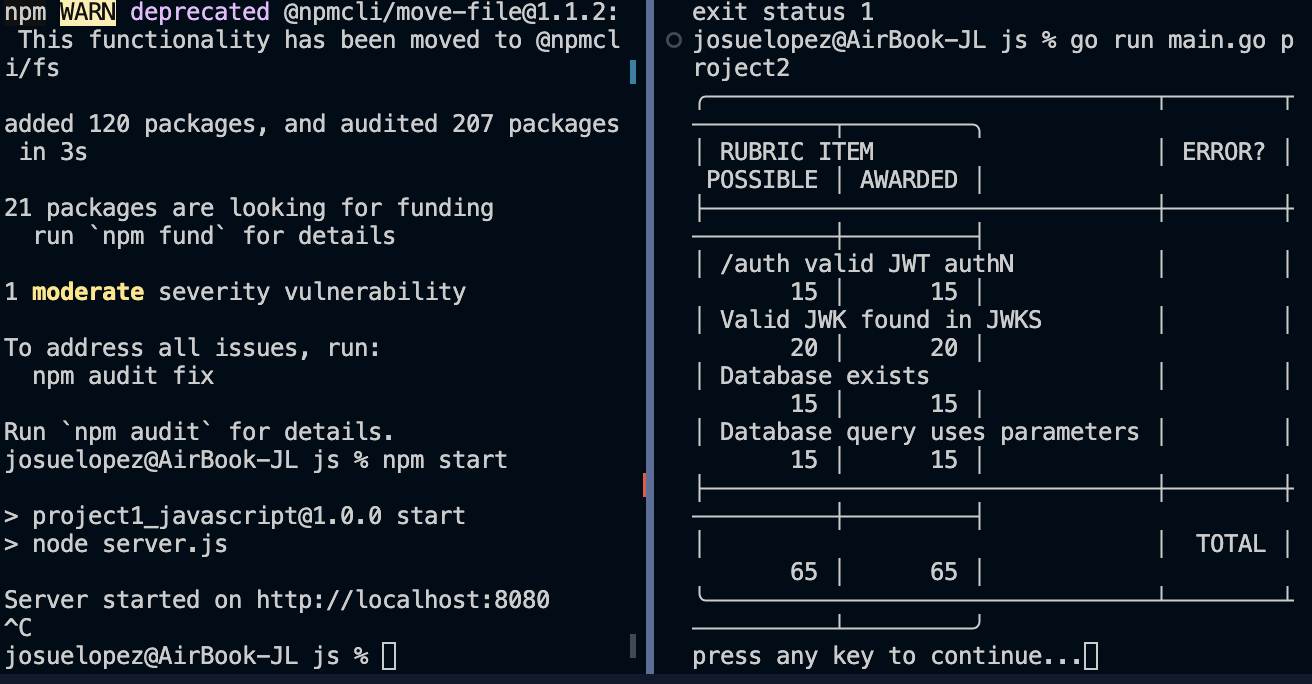 npm WARN deprecated @npmcli/move-file@1.1.2:
This functionality has been moved to @npmcl
i/fs
added 120 packages, and audited 207 packages
in 3s
21 packages are looking for funding
run `npm fund` for details
1 moderate severity vulnerability
To address all issues, run:
npm audit fix
Run `npm audit` for details.
josuelopez@AirBook-JL js % npm start
> project1_javascript@1.0.0 start
> node server.js
Server started on http://localhost:8080
^C
josuelopez@AirBook-JL js %
exit status 1
josuelopez@AirBook-JL js % go run main.go p
roject2
RUBRIC ITEM | ERROR? |
POSSIBLE | AWARDED |
/auth valid JWT authN
15 | 15 |
Valid JWK found in JWKS
20 | 20 |
Database exists
15 | 15 |
Database query uses parameters
15 | 15 |
TOTAL |
65 | 65 |
press any key to continue...